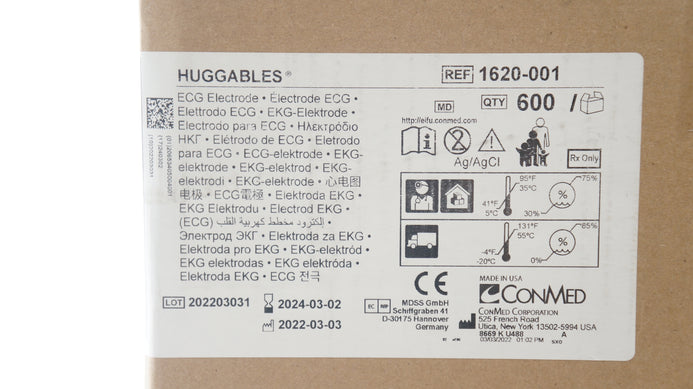 HUGGABLES®
REF 1620-001
MD QTY 600 /
ECG Electrode • Électrode ECG •
Elettrodo ECG • EKG-Elektrode •
Electrodo para ECG • Ηλεκτρόδιο
ΗΚΓ • Elétrodo de ECG • Eletrodo
para ECG • ECG-elektrode • EKG-
elektrode • EKG-elektrod • EKG-
elektrodi • EKG-elektrode • 心电图
电极 • ECG電極 • Elektroda EKG •
EKG Elektrodu • Electrod EKG •
(ECG) إلكترود مخطط كهربية القلب •
Электрод ЭКГ • Elektroda za EKG •
Elektroda pro EKG • EKG-elektród •
EKG elektrodas • EKG elektróda •
Elektroda EKG • ECG 전극
http://eifu.conmed.com
Ag/AgCl
Rx Only
95°F
35°C
41°F
5°C
75%
%
30%
131°F
55°C
-4°F
-20°C
85%
%
0%
LOT 202203031
2024-03-02
2022-03-03
CE
EC REP
MDSS GmbH
Schiffgraben 41
D-30175 Hannover
Germany
MADE IN USA
CONMED
CONMED CORPORATION
525 French Road
Utica, New York 13502-5994 USA
8669 K U488 A
03/03/2022 01:02 PM SX0